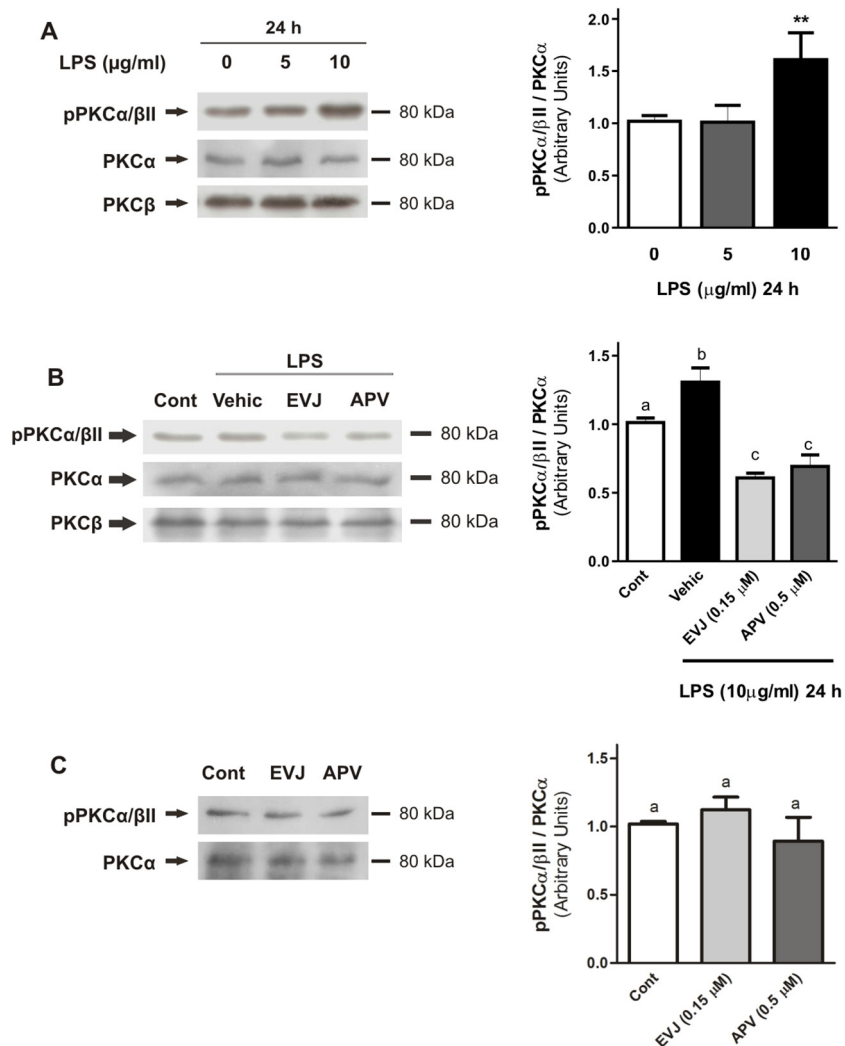 A
24 h
LPS (µg/ml) 0 5 10
pPKCα/βII 80 kDa
PKCα 80 kDa
PKCβ 80 kDa
pPKCα/βII / PKCα
(Arbitrary Units)
2.0
1.5
1.0
0.5
0.0
**
0 5 10
LPS (µg/ml) 24 h
B
LPS
Cont Vehic EVJ APV
pPKCα/βII 80 kDa
PKCα 80 kDa
PKCβ 80 kDa
pPKCα/βII / PKCα
(Arbitrary Units)
1.5
1.0
0.5
0.0
a b c c
Cont
Vehic
EVJ (0.15 µM)
APV (0.5 µM)
LPS (10µg/ml) 24 h
C
Cont EVJ APV
pPKCα/βII 80 kDa
PKCα 80 kDa
pPKCα/βII / PKCα
(Arbitrary Units)
1.5
1.0
0.5
0.0
a a a
Cont
EVJ (0.15 µM)
APV (0.5 µM)